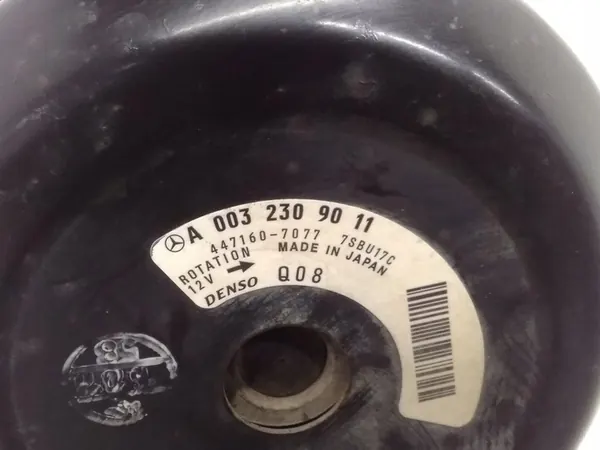 A 003 230 90 11
447160-7077 7SBU17C
ROTATION MADE IN JAPAN
12V
DENSO Q08